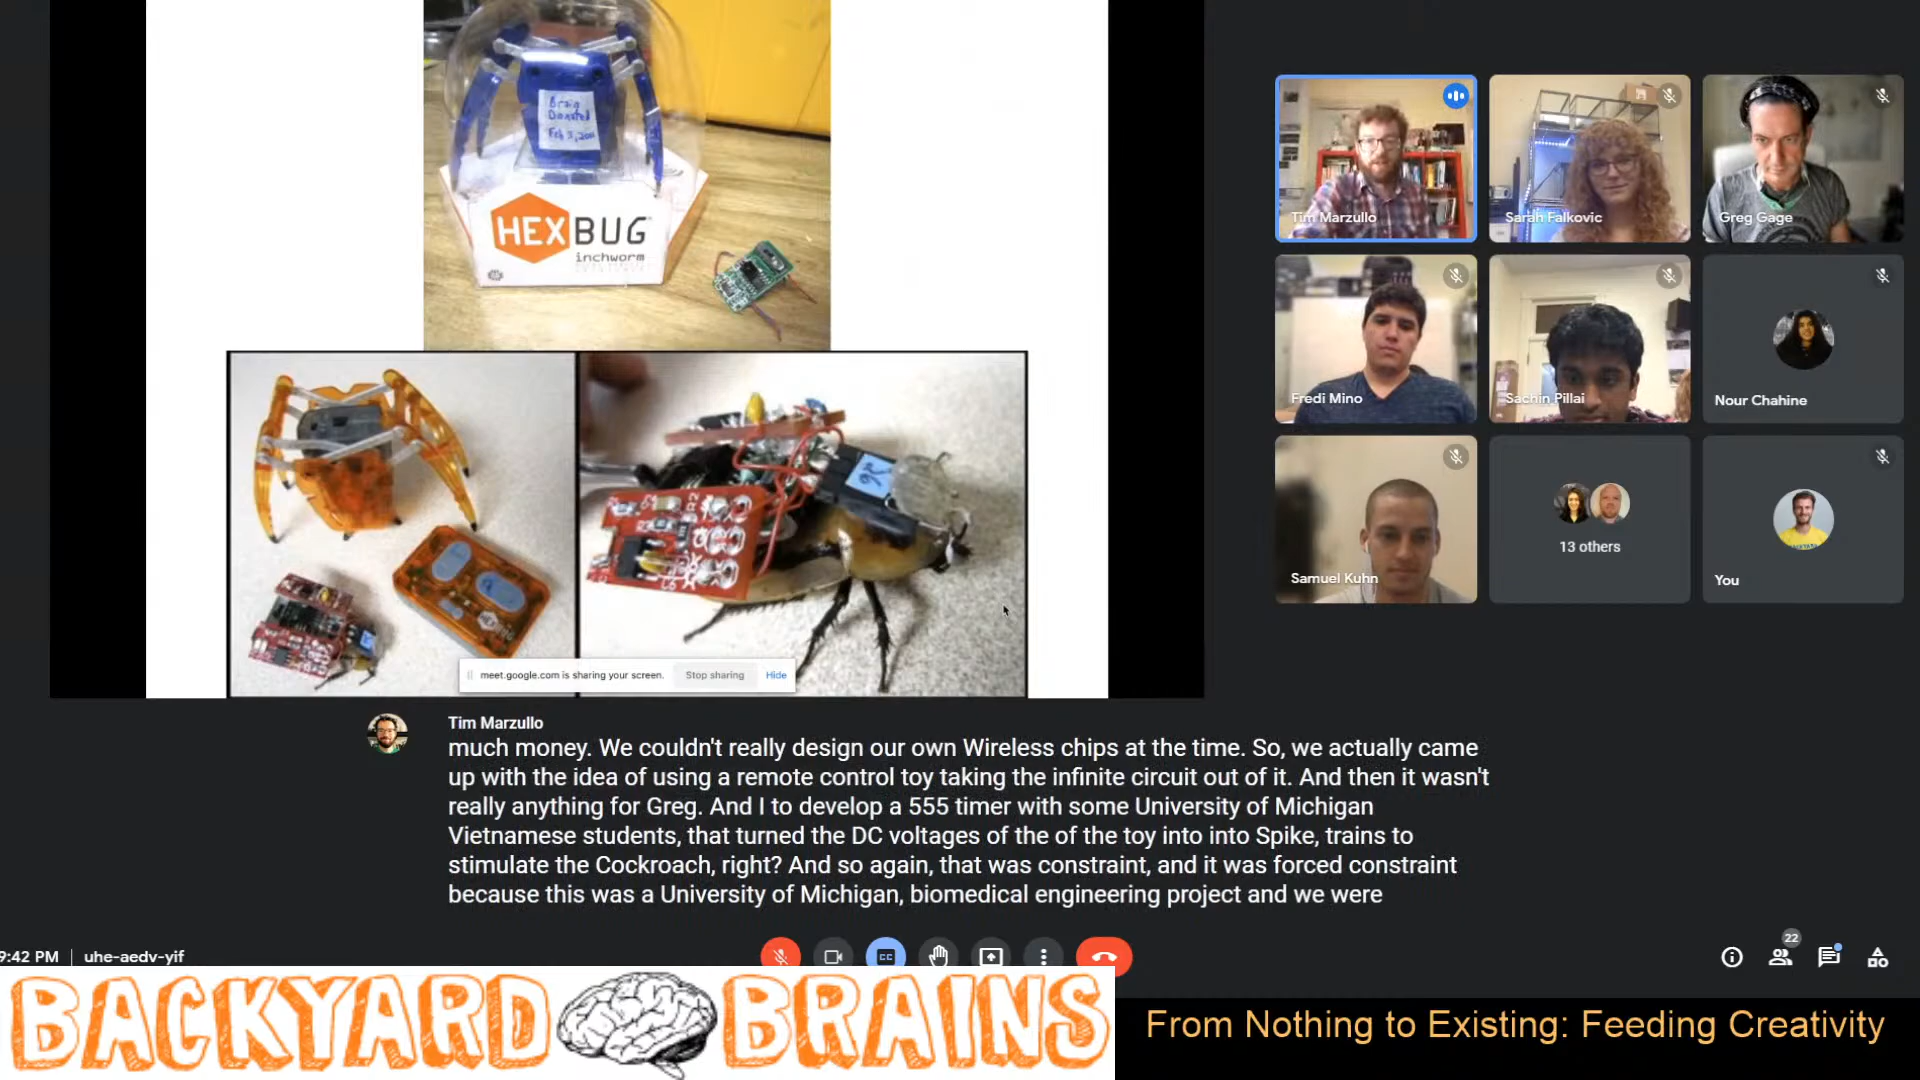 Brain
Donated
Feb 3, 2011
HEXBUG
inchworm
meet.google.com is sharing your screen.
Stop sharing
Hide
Tim Marzullo
Sarah Falkovic
Greg Gage
Fredi Mino
Sachin Pillai
Nour Chahine
Samuel Kuhn
13 others
You
Tim Marzullo
much money. We couldn't really design our own Wireless chips at the time. So, we actually came
up with the idea of using a remote control toy taking the infinite circuit out of it. And then it wasn't
really anything for Greg. And I to develop a 555 timer with some University of Michigan
Vietnamese students, that turned the DC voltages of the of the toy into into Spike, trains to
stimulate the Cockroach, right? And so again, that was constraint, and it was forced constraint
because this was a University of Michigan, biomedical engineering project and we were
9:42 PM | uhe-aedv-yif
CC
22
BACKYARD BRAINS
From Nothing to Existing: Feeding Creativity